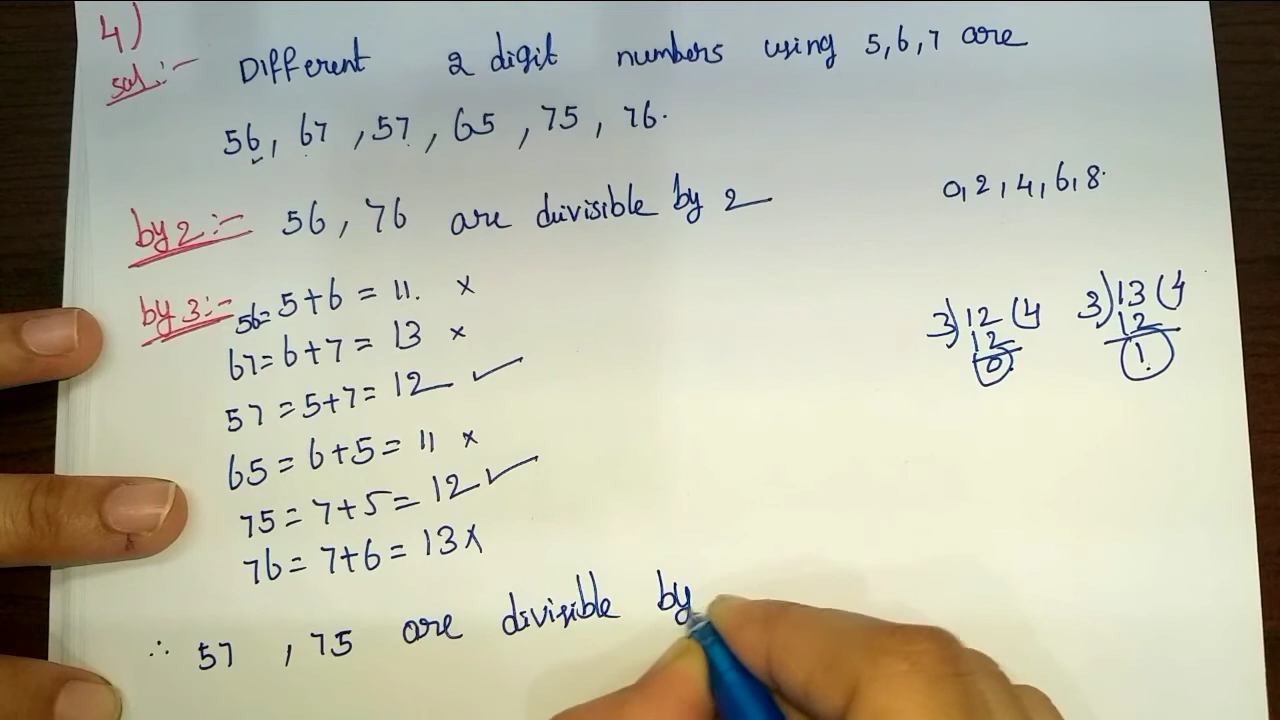 4)
sol:-
Different 2 digit numbers using 5,6,7 are
56, 67, 57, 65, 75, 76.
0, 2, 4, 6, 8.
by 2:- 56, 76 are divisible by 2
by 3:- 56= 5+6 = 11. x
67= 6+7 = 13 x
57 = 5+7= 12 ✓
65 = 6+5= 11 x
75 = 7+5= 12 ✓
76 = 7+6 = 13 x
3) 12 (4
12
0
3) 13 (4
12
1.
∴ 57, 75 are divisible by